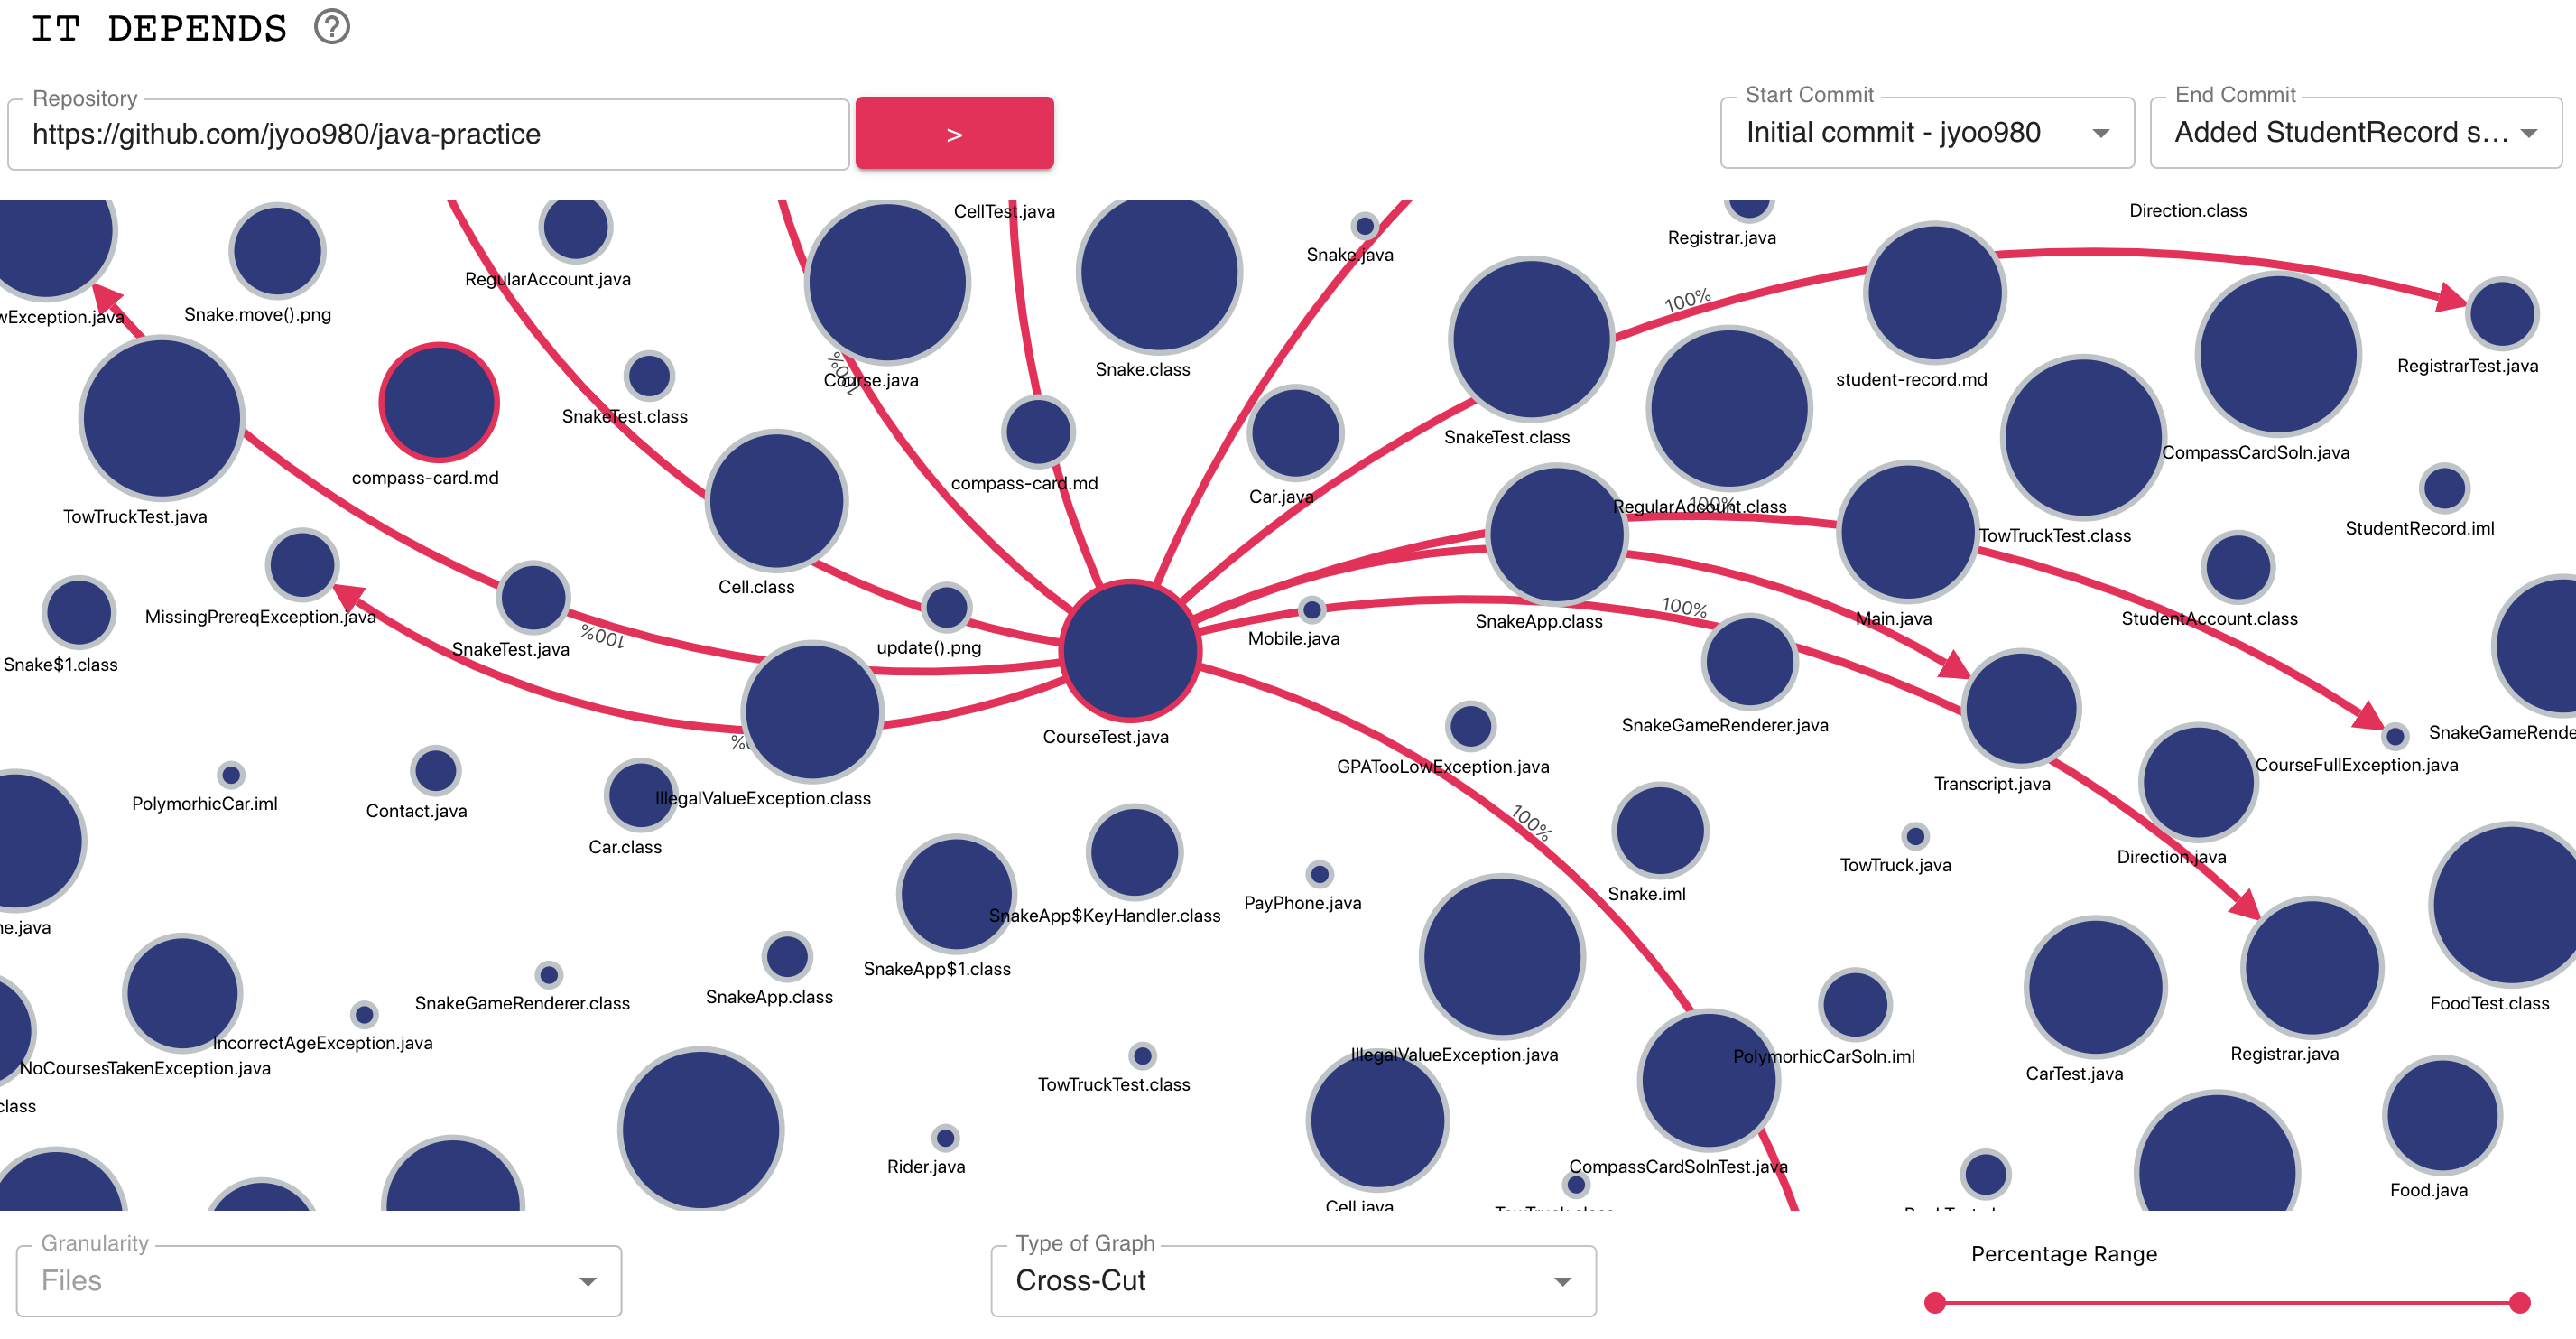 IT DEPENDS ?
Repository
https://github.com/jyoo980/java-practice
>
Start Commit
Initial commit - jyoo980
End Commit
Added StudentRecord s...
CellTest.java
Direction.class
Registrar.java
Snake.java
RegularAccount.java
Snake.move().png
wException.java
100%
RegistrarTest.java
Snake.class
Course.java
student-record.md
100%
SnakeTest.class
SnakeTest.class
CompassCardSoln.java
compass-card.md
compass-card.md
Car.java
RegularAccount.class
100%
TowTruckTest.java
StudentRecord.iml
TowTruckTest.class
Cell.class
100%
MissingPrereqException.java
Main.java
StudentAccount.class
SnakeApp.class
100%
Mobile.java
update().png
SnakeTest.java
Snake$1.class
SnakeGameRenderer.java
SnakeGameRende
CourseTest.java
GPATooLowException.java
CourseFullException.java
Transcript.java
PolymorhicCar.iml
Contact.java
IllegalValueException.class
100%
Car.class
Direction.java
TowTruck.java
Snake.iml
PayPhone.java
SnakeApp$KeyHandler.class
ne.java
SnakeApp$1.class
SnakeApp.class
SnakeGameRenderer.class
FoodTest.class
IncorrectAgeException.java
IllegalValueException.java
PolymorhicCarSoln.iml
Registrar.java
NoCoursesTakenException.java
CarTest.java
TowTruckTest.class
class
Rider.java
CompassCardSolnTest.java
Food.java
Cell.java
Granularity
Files
Type of Graph
Cross-Cut
Percentage Range